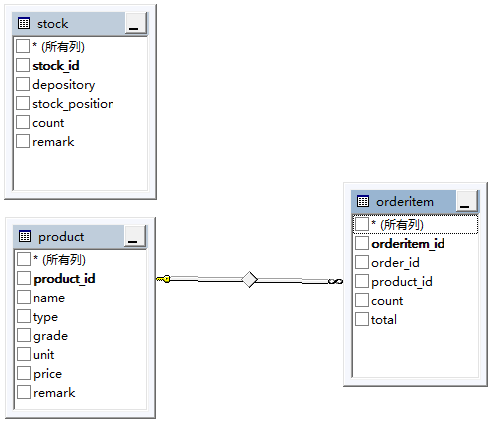 stock
* (所有列)
stock_id
depository
stock_positior
count
remark
product
* (所有列)
product_id
name
type
grade
unit
price
remark
orderitem
* (所有列)
orderitem_id
order_id
product_id
count
total